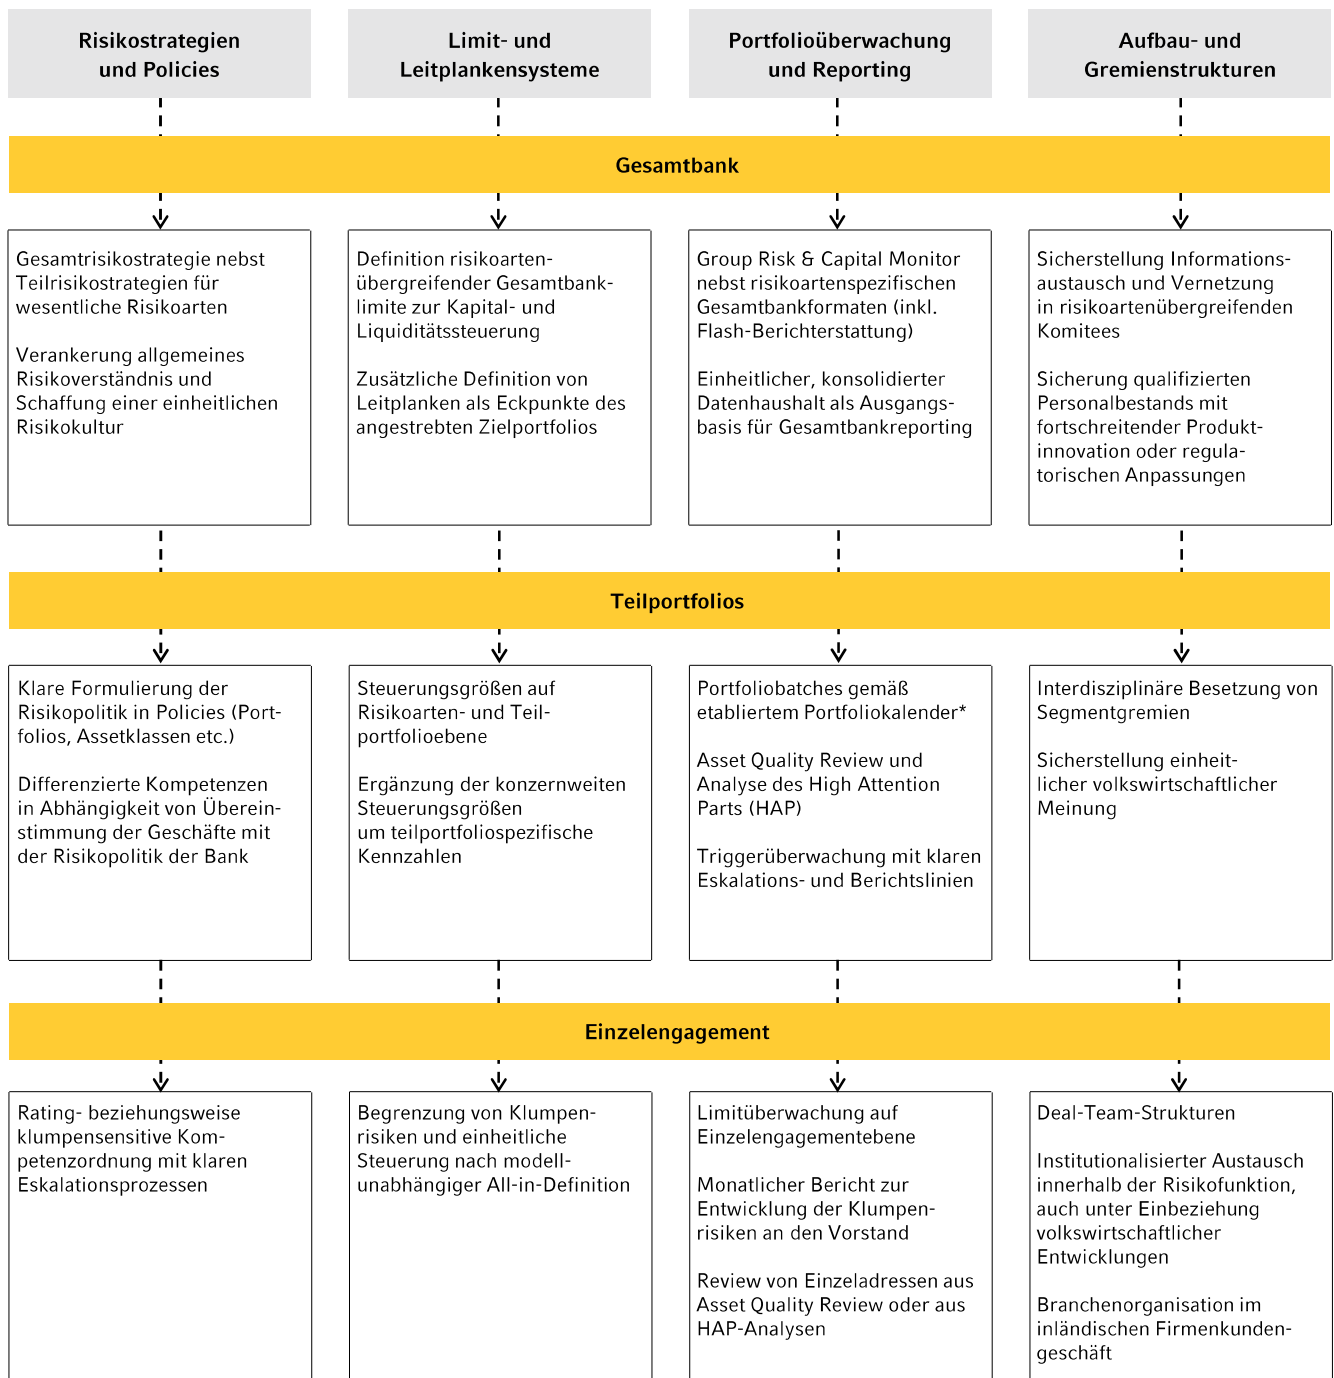 Risikostrategien
und Policies
Limit- und
Leitplankensysteme
Portfolioüberwachung
und Reporting
Aufbau- und
Gremienstrukturen
Gesamtbank
Gesamtrisikostrategie nebst
Teilrisikostrategien für
wesentliche Risikoarten
Verankerung allgemeines
Risikoverständnis und
Schaffung einer einheitlichen
Risikokultur
Definition risikoarten-
übergreifender Gesamtbank-
limite zur Kapital- und
Liquiditätssteuerung
Zusätzliche Definition von
Leitplanken als Eckpunkte des
angestrebten Zielportfolios
Group Risk & Capital Monitor
nebst risikoartenspezifischen
Gesamtbankformaten (inkl.
Flash-Berichterstattung)
Einheitlicher, konsolidierter
Datenhaushalt als Ausgangs-
basis für Gesamtbankreporting
Sicherstellung Informations-
austausch und Vernetzung
in risikoartenübergreifenden
Komitees
Sicherung qualifizierten
Personalbestands mit
fortschreitender Produkt-
innovation oder regula-
torischen Anpassungen
Teilportfolios
Klare Formulierung der
Risikopolitik in Policies (Port-
folios, Assetklassen etc.)
Differenzierte Kompetenzen
in Abhängigkeit von Überein-
stimmung der Geschäfte mit
der Risikopolitik der Bank
Steuerungsgrößen auf
Risikoarten- und Teil-
portfolioebene
Ergänzung der konzernweiten
Steuerungsgrößen
um teilportfoliospezifische
Kennzahlen
Portfoliobatches gemäß
etabliertem Portfoliokalender*
Asset Quality Review und
Analyse des High Attention
Parts (HAP)
Triggerüberwachung mit klaren
Eskalations- und Berichtslinien
Interdisziplinäre Besetzung von
Segmentgremien
Sicherstellung einheit-
licher volkswirtschaftlicher
Meinung
Einzelengagement
Rating- beziehungsweise
klumpensensitive Kom-
petenzordnung mit klaren
Eskalationsprozessen
Begrenzung von Klumpen-
risiken und einheitliche
Steuerung nach modell-
unabhängiger All-in-Definition
Limitüberwachung auf
Einzelengagementebene
Monatlicher Bericht zur
Entwicklung der Klumpen-
risiken an den Vorstand
Review von Einzeladressen aus
Asset Quality Review oder aus
HAP-Analysen
Deal-Team-Strukturen
Institutionalisierter Austausch
innerhalb der Risikofunktion,
auch unter Einbeziehung
volkswirtschaftlicher
Entwicklungen
Branchenorganisation im
inländischen Firmenkunden-
geschäft